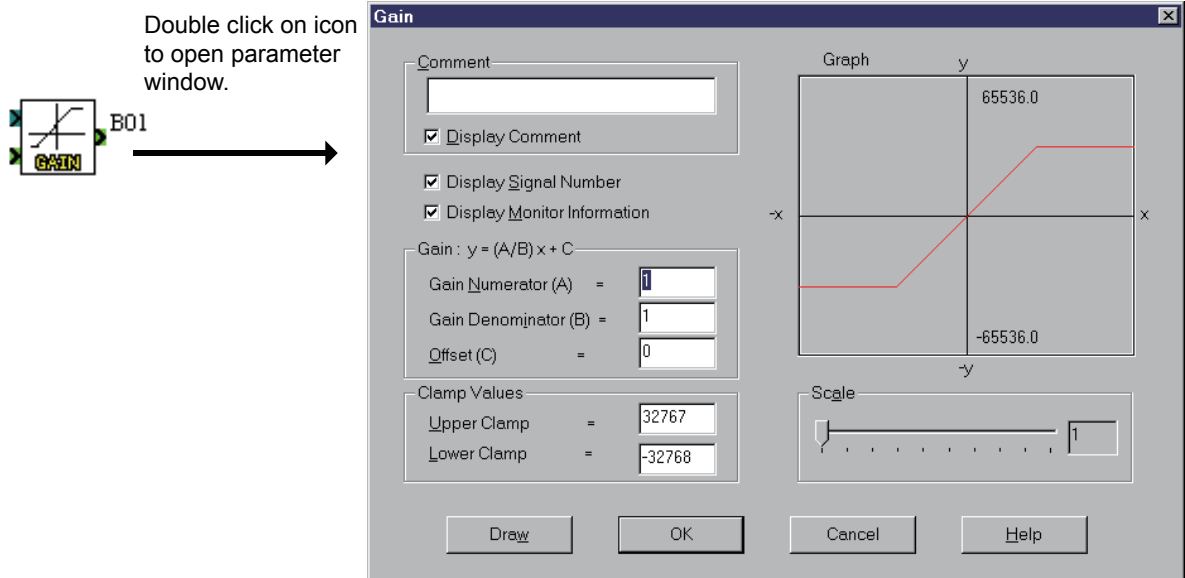 Double click on icon
to open parameter
window.
B01
GAIN
Gain
Comment
Display Comment
Display Signal Number
Display Monitor Information
Gain : y = (A/B) x + C
Gain Numerator (A) = 1
Gain Denominator (B) = 1
Offset (C) = 0
Clamp Values
Upper Clamp = 32767
Lower Clamp = -32768
Graph
y
65536.0
-x
x
-65536.0
-y
Scale
1
Draw
OK
Cancel
Help